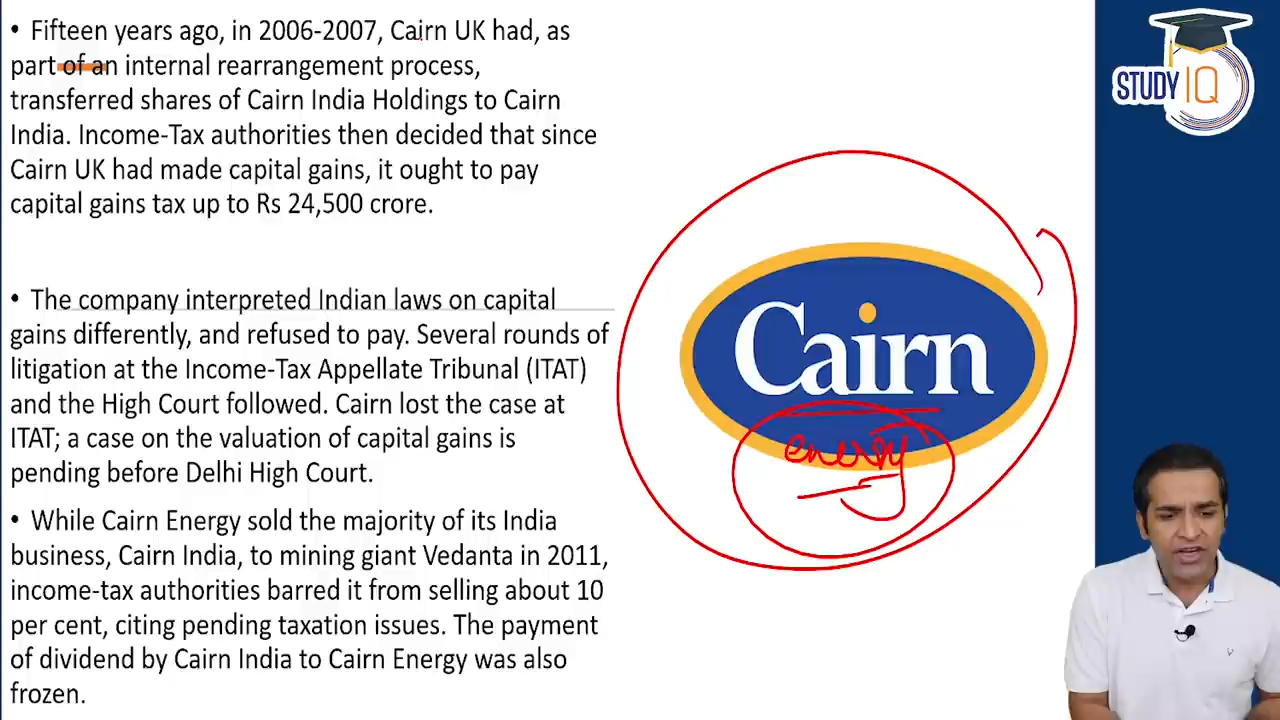 • Fifteen years ago, in 2006-2007, Cairn UK had, as
part of an internal rearrangement process,
transferred shares of Cairn India Holdings to Cairn
India. Income-Tax authorities then decided that since
Cairn UK had made capital gains, it ought to pay
capital gains tax up to Rs 24,500 crore.
• The company interpreted Indian laws on capital
gains differently, and refused to pay. Several rounds of
litigation at the Income-Tax Appellate Tribunal (ITAT)
and the High Court followed. Cairn lost the case at
ITAT; a case on the valuation of capital gains is
pending before Delhi High Court.
• While Cairn Energy sold the majority of its India
business, Cairn India, to mining giant Vedanta in 2011,
income-tax authorities barred it from selling about 10
per cent, citing pending taxation issues. The payment
of dividend by Cairn India to Cairn Energy was also
frozen.
Cairn
energy
STUDY IQ